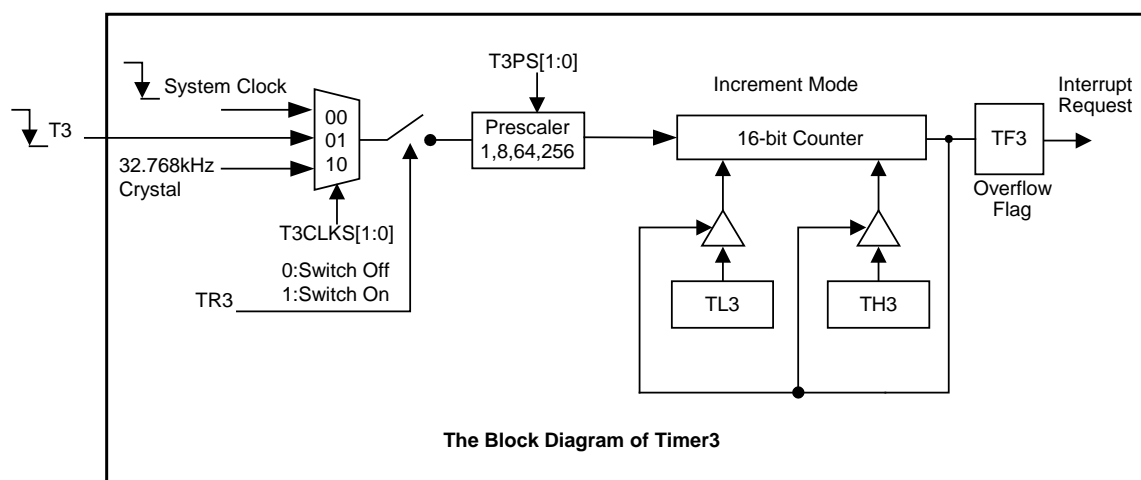 T3PS[1:0]
System Clock
Increment Mode
Interrupt
Request
T3
00
01
10
Prescaler
1,8,64,256
16-bit Counter
TF3
32.768kHz
Crystal
Overflow
Flag
T3CLKS[1:0]
0:Switch Off
1:Switch On
TR3
TL3
TH3
The Block Diagram of Timer3